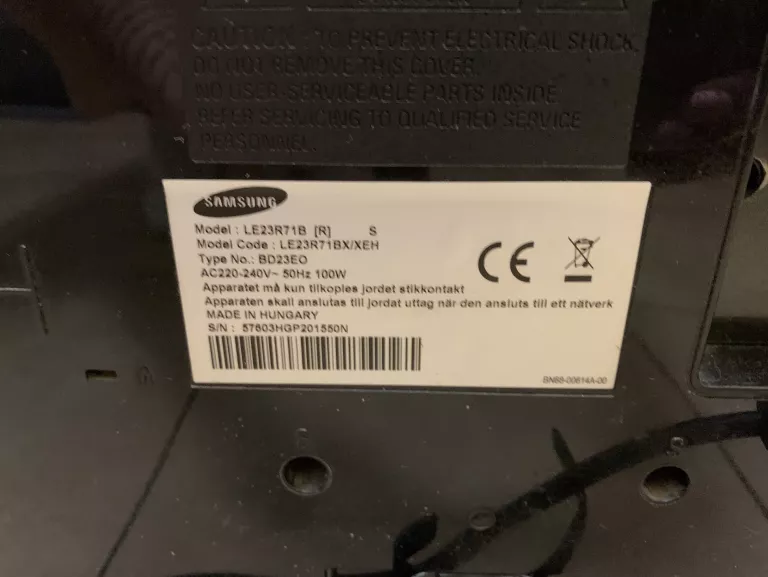 CAUTION : TO PREVENT ELECTRICAL SHOCK,
DO NOT REMOVE THIS COVER.
NO USER-SERVICEABLE PARTS INSIDE.
REFER SERVICING TO QUALIFIED SERVICE
PERSONNEL.
SAMSUNG
Model : LE23R71B [R] S
Model Code : LE23R71BX/XEH
Type No.: BD23EO
AC220-240V~ 50Hz 100W
Apparatet må kun tilkoples jordet stikkontakt
Apparaten skall anslutas till jordat uttag när den ansluts till ett nätverk
MADE IN HUNGARY
S/N : 57603HGP201550N
CE
BN68-00614A-00